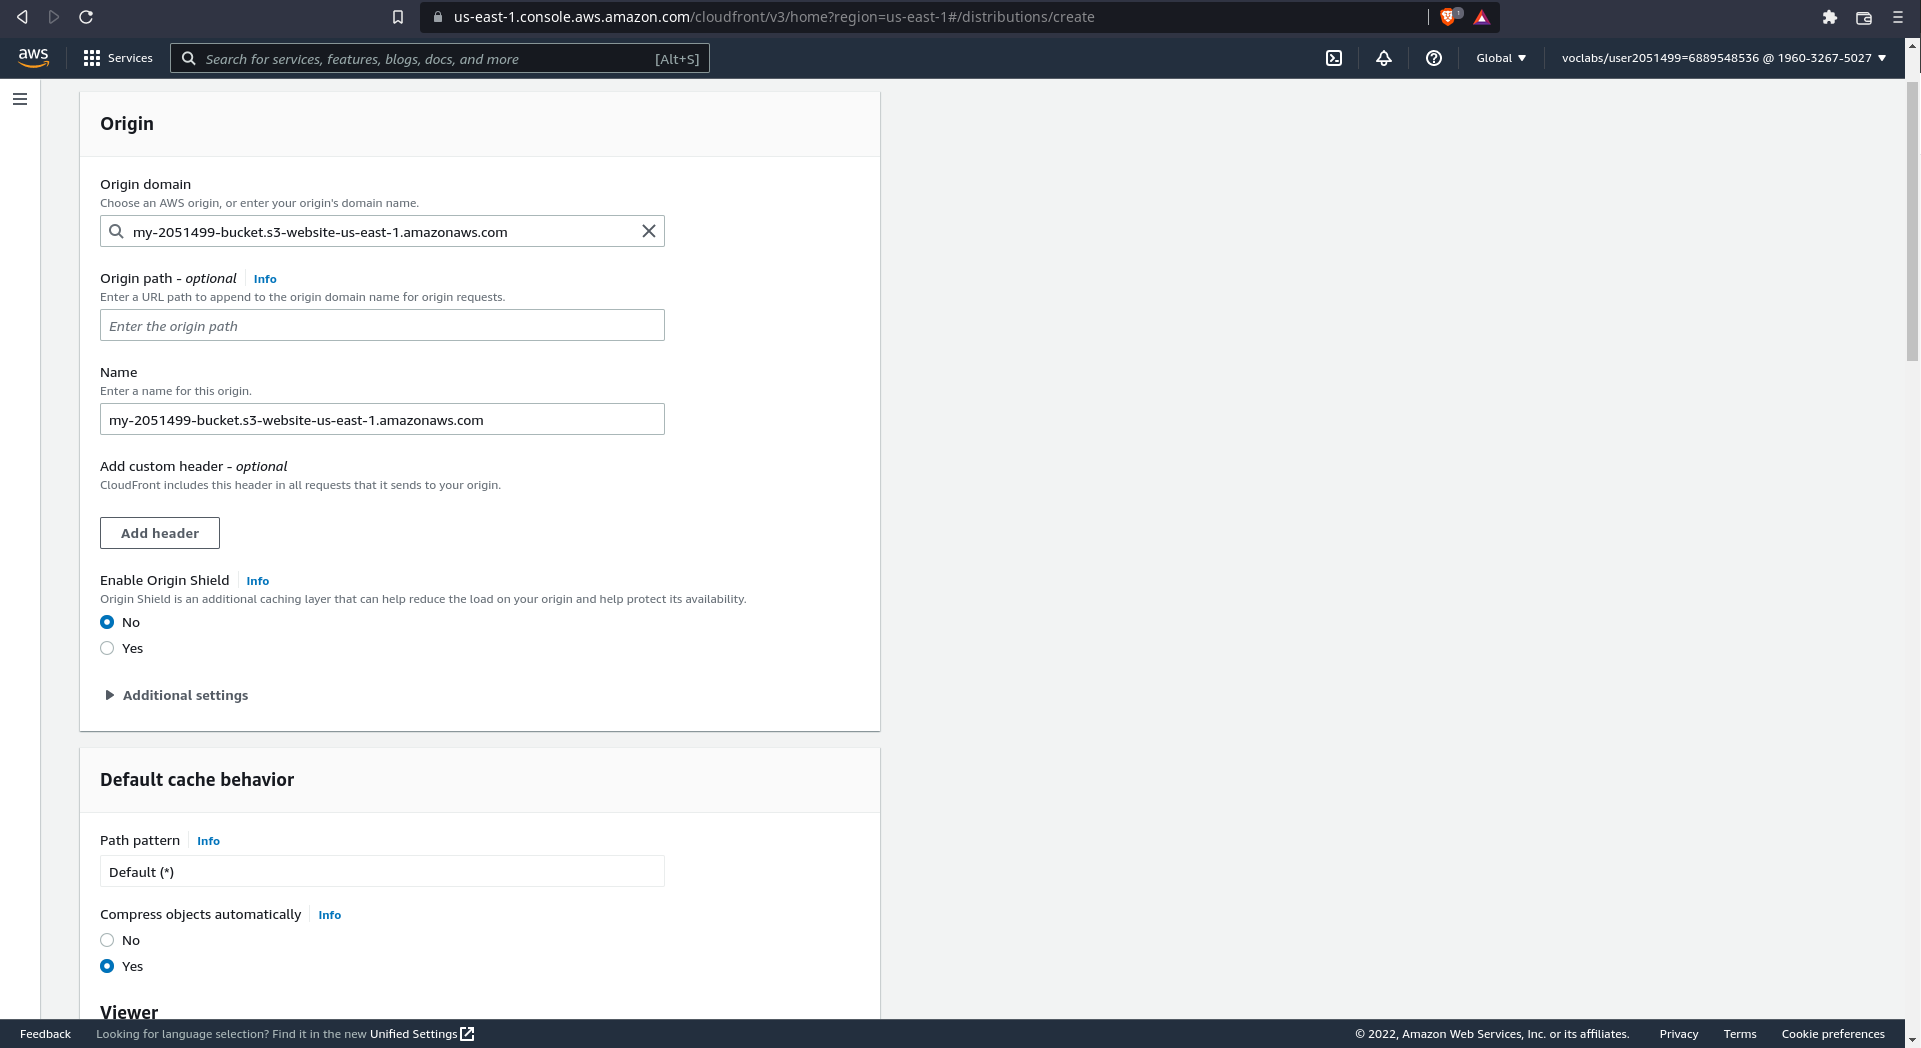 us-east-1.console.aws.amazon.com/cloudfront/v3/home?region=us-east-1#/distributions/create
1
aws
Services
Search for services, features, blogs, docs, and more [Alt+S]
Global
voclabs/user2051499=6889548536 @ 1960-3267-5027
Origin
Origin domain
Choose an AWS origin, or enter your origin's domain name.
my-2051499-bucket.s3-website-us-east-1.amazonaws.com
Origin path - optional Info
Enter a URL path to append to the origin domain name for origin requests.
Enter the origin path
Name
Enter a name for this origin.
my-2051499-bucket.s3-website-us-east-1.amazonaws.com
Add custom header - optional
CloudFront includes this header in all requests that it sends to your origin.
Add header
Enable Origin Shield Info
Origin Shield is an additional caching layer that can help reduce the load on your origin and help protect its availability.
No
Yes
Additional settings
Default cache behavior
Path pattern Info
Default (*)
Compress objects automatically Info
No
Yes
Viewer
Feedback Looking for language selection? Find it in the new Unified Settings © 2022, Amazon Web Services, Inc. or its affiliates. Privacy Terms Cookie preferences